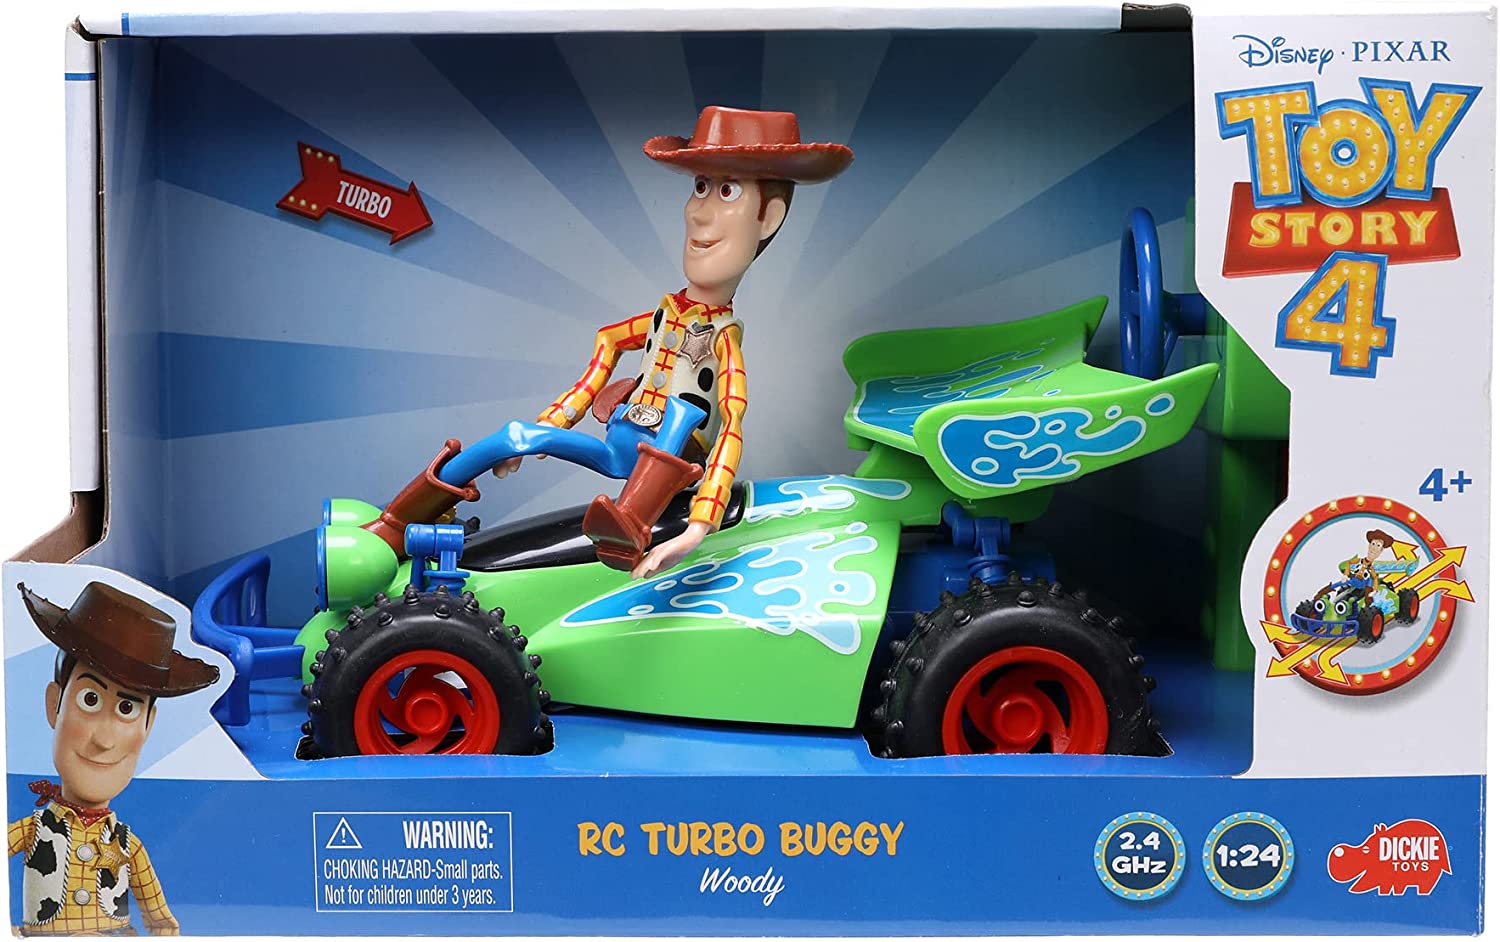 DISNEY · PIXAR
TOY
STORY
4
TURBO
4+
WARNING:
CHOKING HAZARD-Small parts.
Not for children under 3 years.
RC TURBO BUGGY
Woody
2.4
GHz
1:24
DICKIE
TOYS